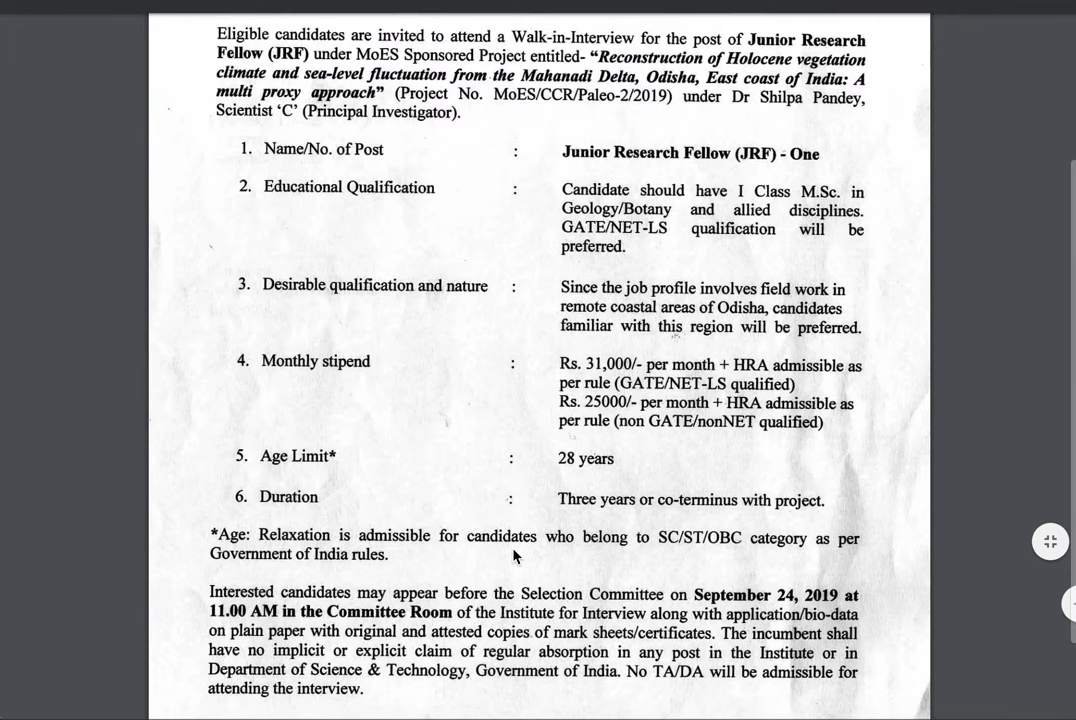 Eligible candidates are invited to attend a Walk-in-Interview for the post of Junior Research
Fellow (JRF) under MoES Sponsored Project entitled- “Reconstruction of Holocene vegetation
climate and sea-level fluctuation from the Mahanadi Delta, Odisha, East coast of India: A
multi proxy approach” (Project No. MoES/CCR/Paleo-2/2019) under Dr Shilpa Pandey,
Scientist ‘C’ (Principal Investigator).
1. Name/No. of Post : Junior Research Fellow (JRF) - One
2. Educational Qualification : Candidate should have I Class M.Sc. in
Geology/Botany and allied disciplines.
GATE/NET-LS qualification will be
preferred.
3. Desirable qualification and nature : Since the job profile involves field work in
remote coastal areas of Odisha, candidates
familiar with this region will be preferred.
4. Monthly stipend : Rs. 31,000/- per month + HRA admissible as
per rule (GATE/NET-LS qualified)
Rs. 25000/- per month + HRA admissible as
per rule (non GATE/nonNET qualified)
5. Age Limit* : 28 years
6. Duration : Three years or co-terminus with project.
*Age: Relaxation is admissible for candidates who belong to SC/ST/OBC category as per
Government of India rules.
Interested candidates may appear before the Selection Committee on September 24, 2019 at
11.00 AM in the Committee Room of the Institute for Interview along with application/bio-data
on plain paper with original and attested copies of mark sheets/certificates. The incumbent shall
have no implicit or explicit claim of regular absorption in any post in the Institute or in
Department of Science & Technology, Government of India. No TA/DA will be admissible for
attending the interview.